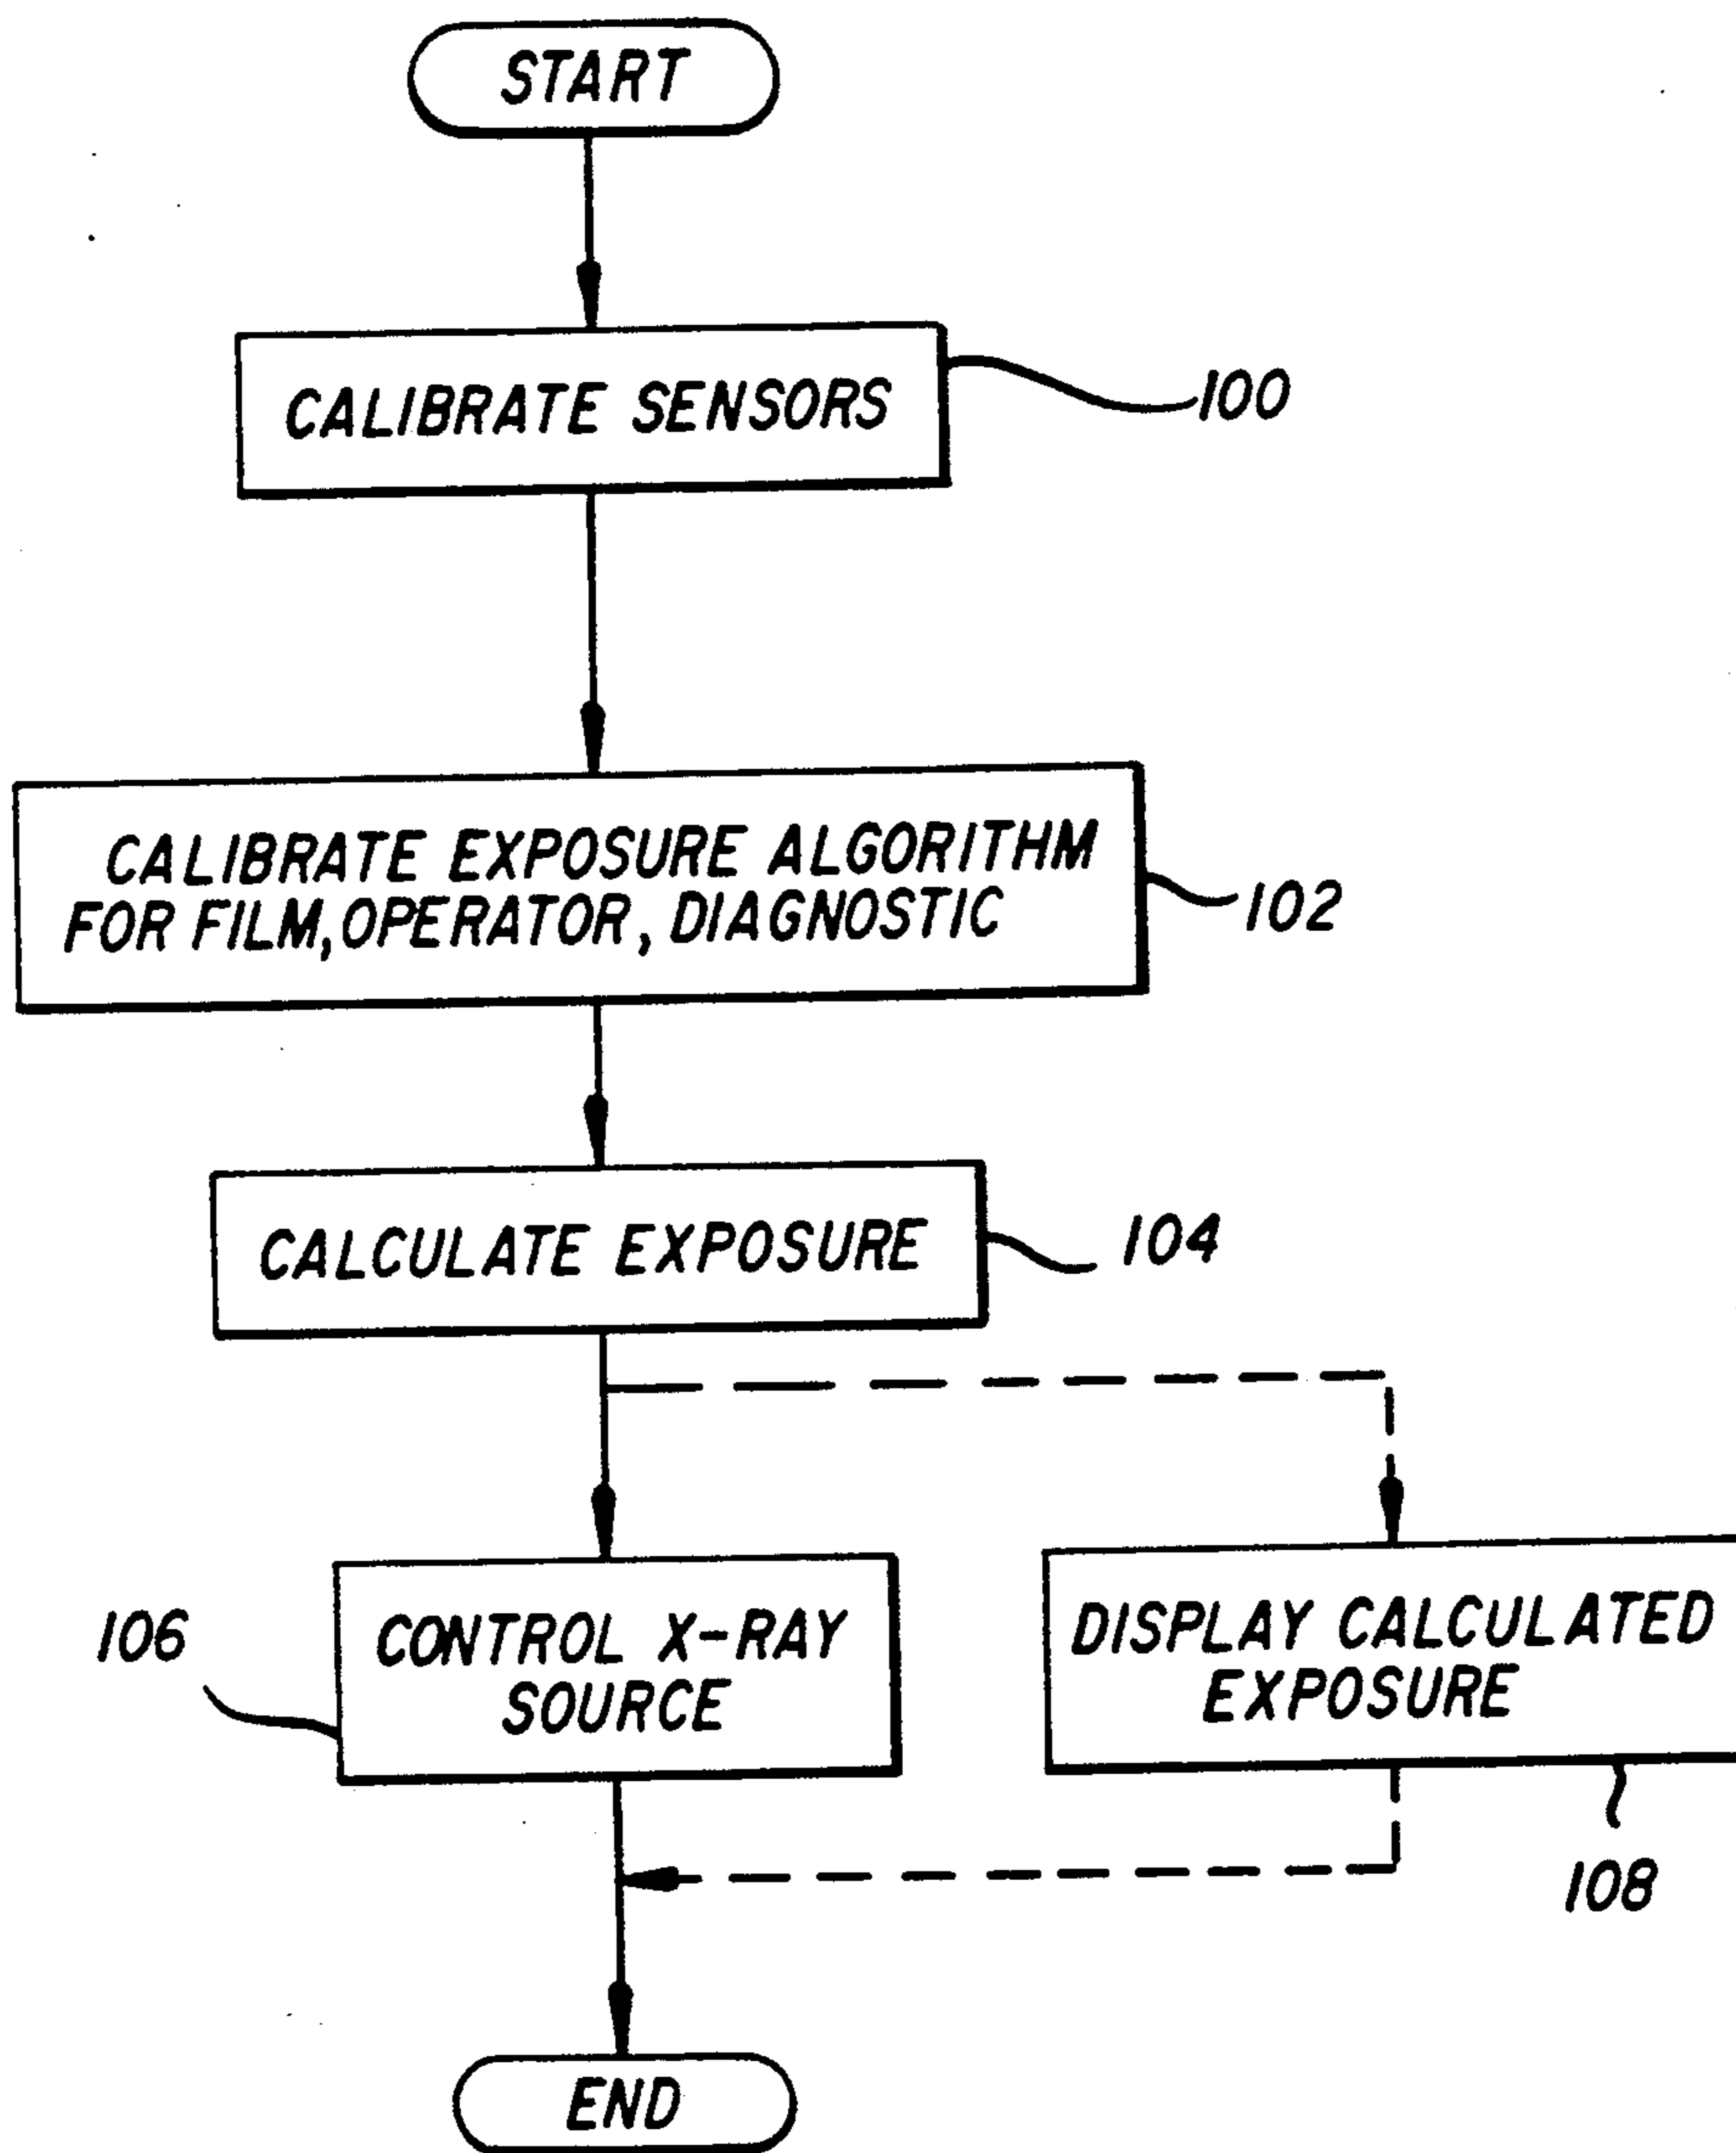 START
CALIBRATE SENSORS
100
CALIBRATE EXPOSURE ALGORITHM
FOR FILM, OPERATOR, DIAGNOSTIC
102
CALCULATE EXPOSURE
104
106
CONTROL X-RAY
SOURCE
DISPLAY CALCULATED
EXPOSURE
108
END